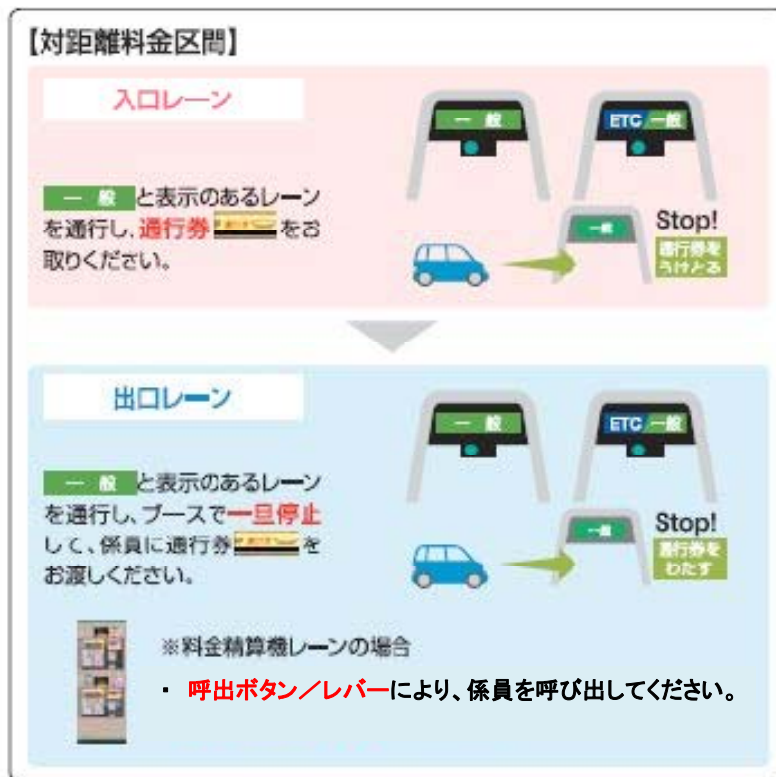 【対距離料金区間】
入口レーン
一般 ETC/一般
一般 と表示のあるレーン
を通行し、通行券 をお
取りください。
一般 Stop!
通行券を
うけとる
出口レーン
一般 ETC/一般
一般 と表示のあるレーン
を通行し、ブースで一旦停止
して、係員に通行券 を
お渡しください。
一般 Stop!
通行券を
わたす
※料金精算機レーンの場合
・ 呼出ボタン／レバーにより、係員を呼び出してください。